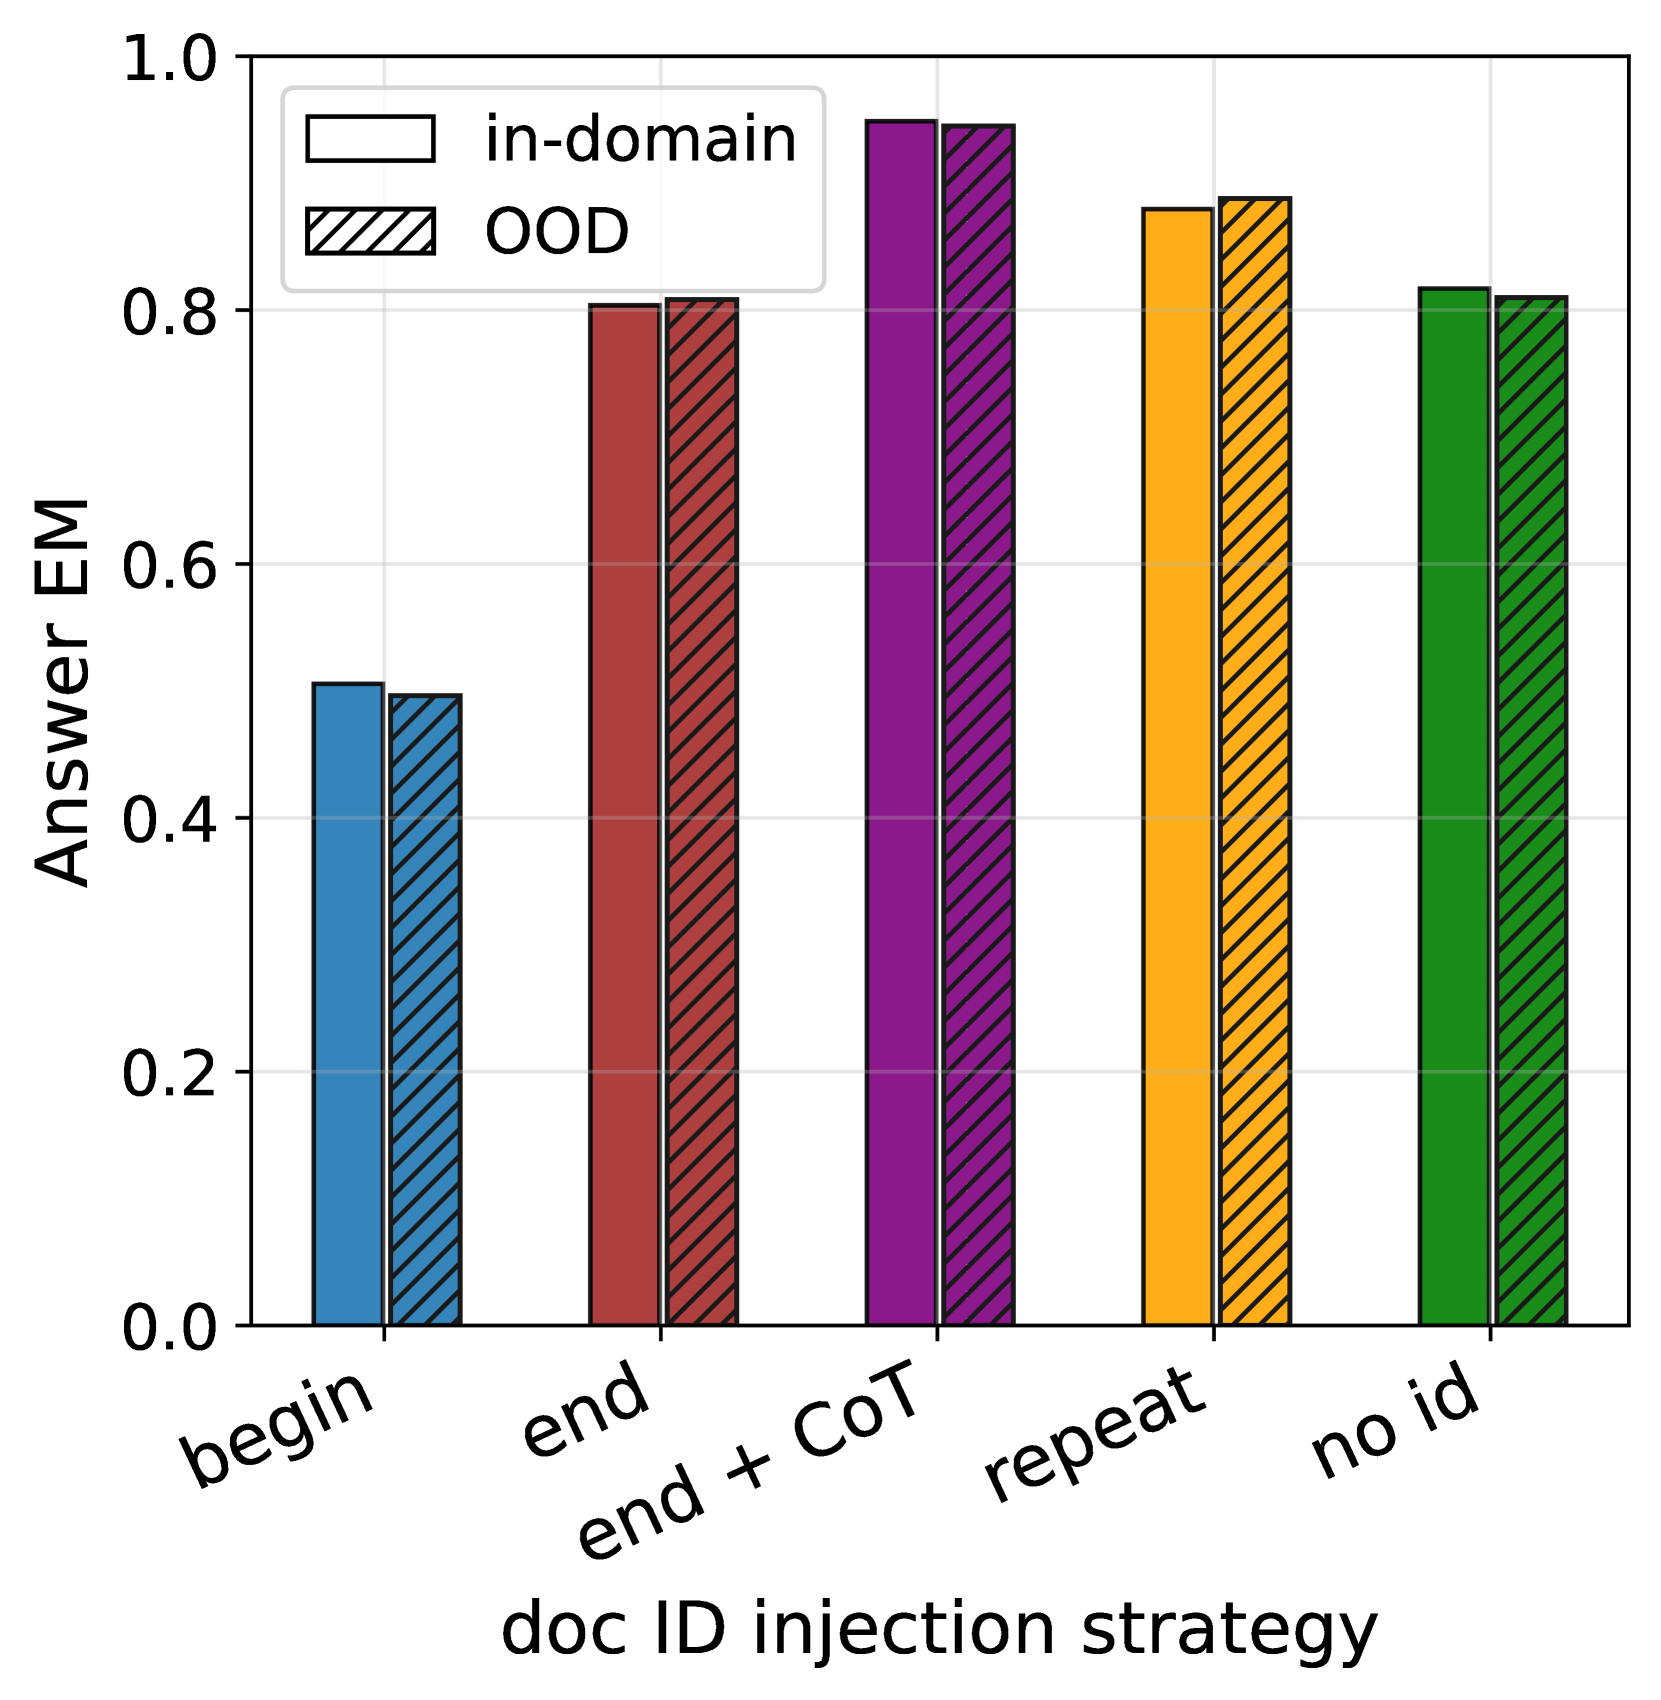 1.0
0.8
0.6
0.4
0.2
0.0
Answer EM
in-domain
OOD
begin
end
end + CoT
repeat
no id
doc ID injection strategy